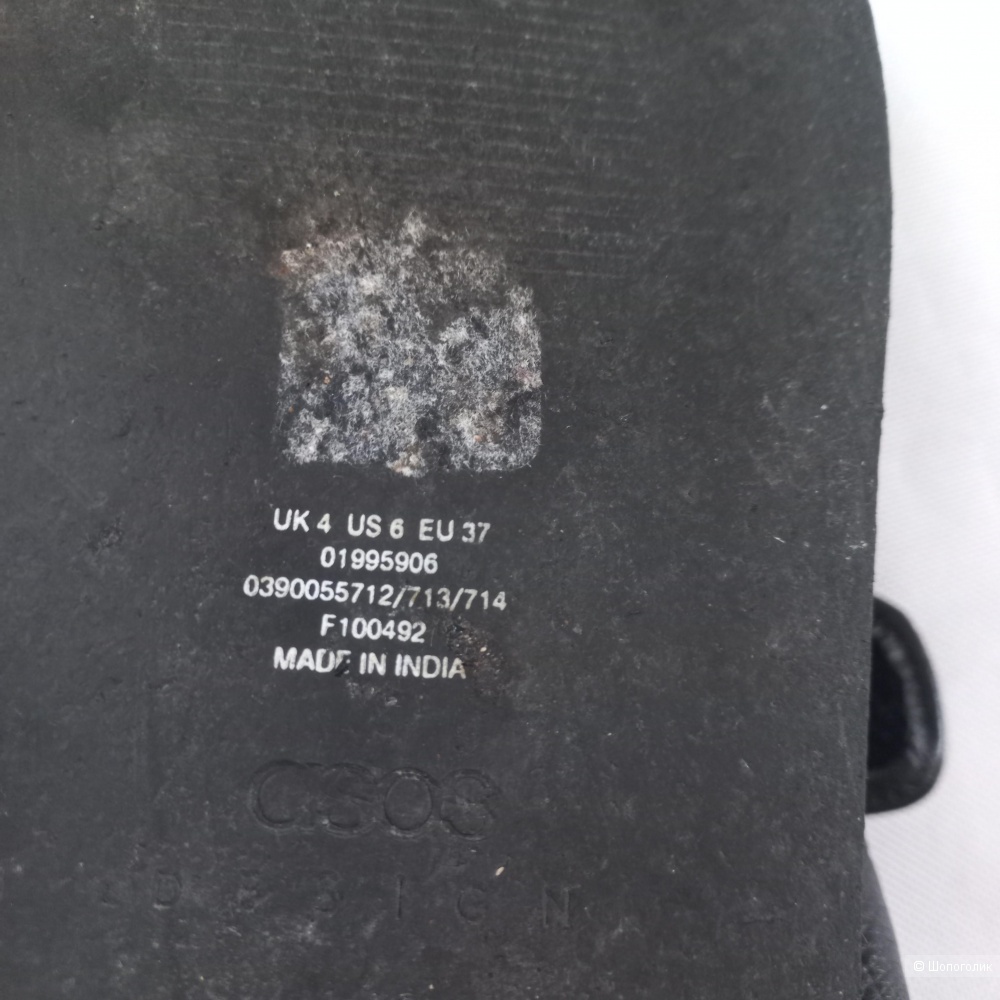 UK 4 US 6 EU 37
01995906
0390055712/713/714
F100492
MADE IN INDIA
asos
DESIGN
© Шопоголик